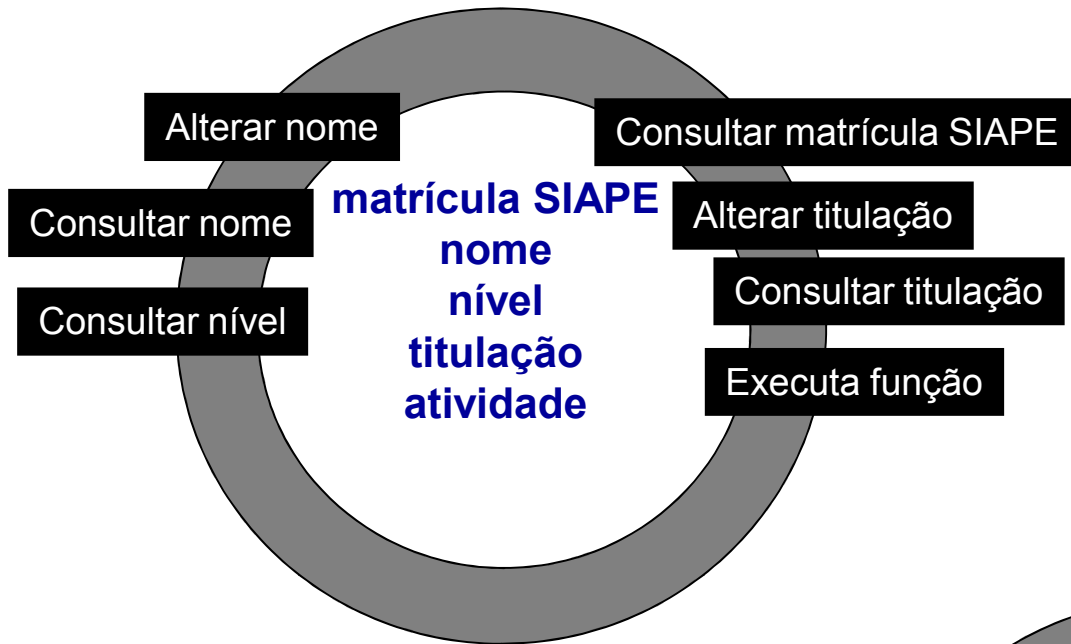 Alterar nome
Consultar nome
Consultar nível
matrícula SIAPE
nome
nível
titulação
atividade
Consultar matrícula SIAPE
Alterar titulação
Consultar titulação
Executa função